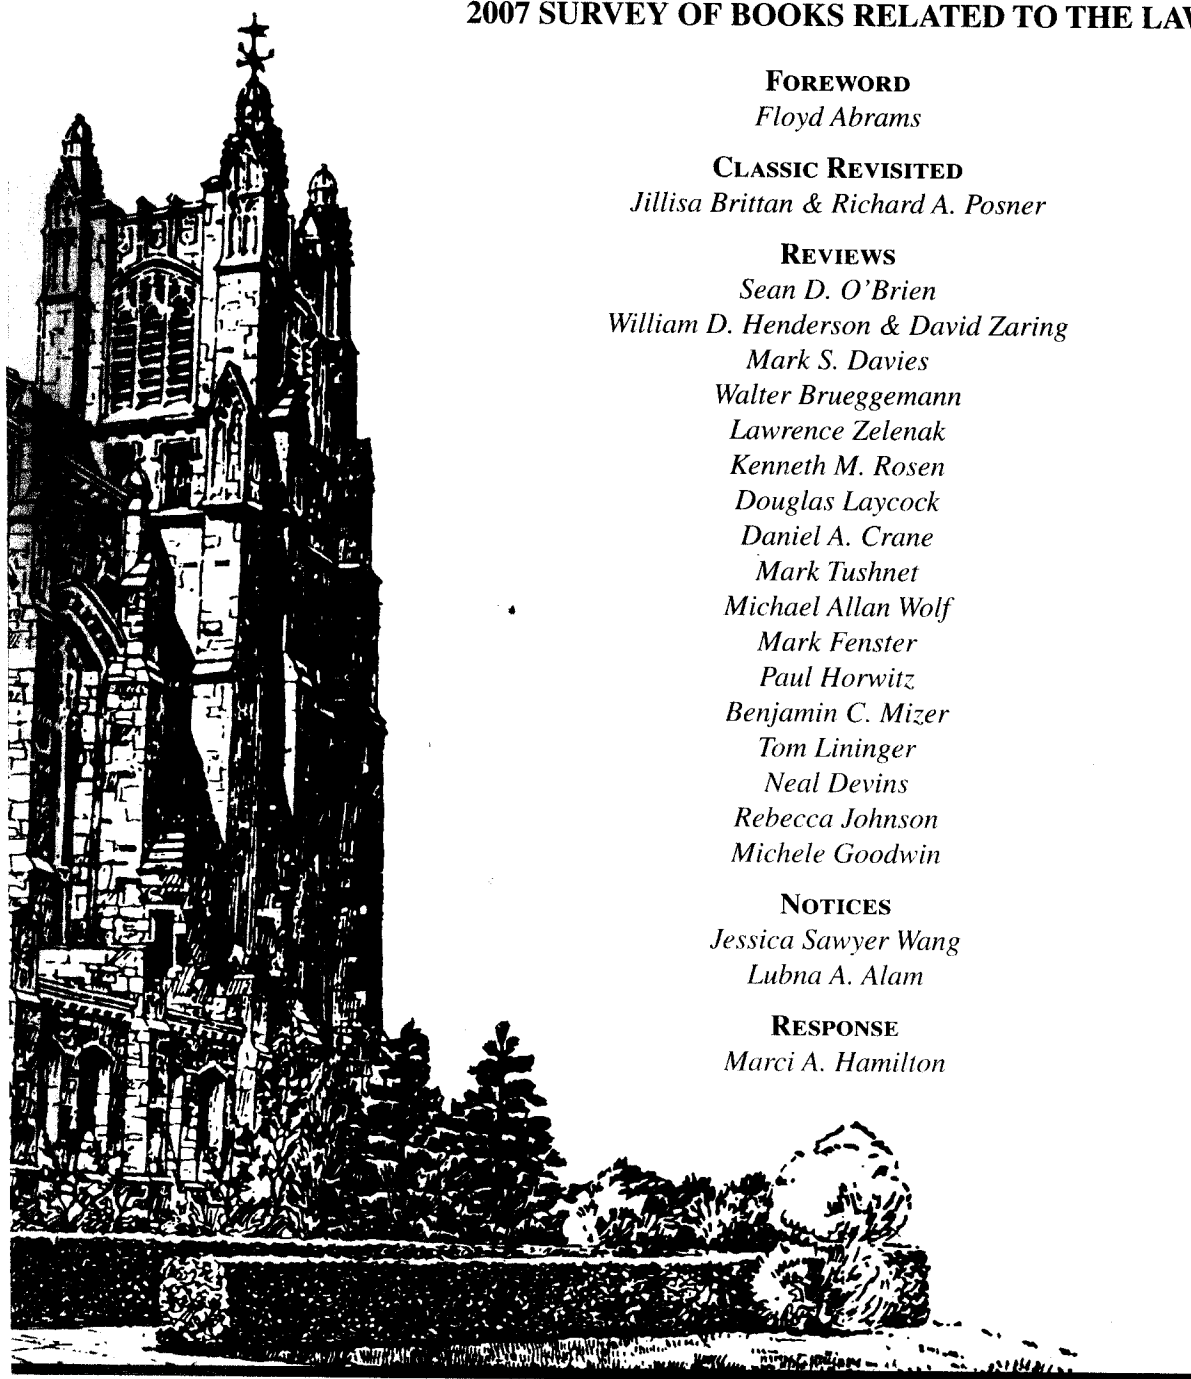 2007 SURVEY OF BOOKS RELATED TO THE LAW
FOREWORD
Floyd Abrams
CLASSIC REVISITED
Jillisa Brittan & Richard A. Posner
REVIEWS
Sean D. O'Brien
William D. Henderson & David Zaring
Mark S. Davies
Walter Brueggemann
Lawrence Zelenak
Kenneth M. Rosen
Douglas Laycock
Daniel A. Crane
Mark Tushnet
Michael Allan Wolf
Mark Fenster
Paul Horwitz
Benjamin C. Mizer
Tom Lininger
Neal Devins
Rebecca Johnson
Michele Goodwin
NOTICES
Jessica Sawyer Wang
Lubna A. Alam
RESPONSE
Marci A. Hamilton